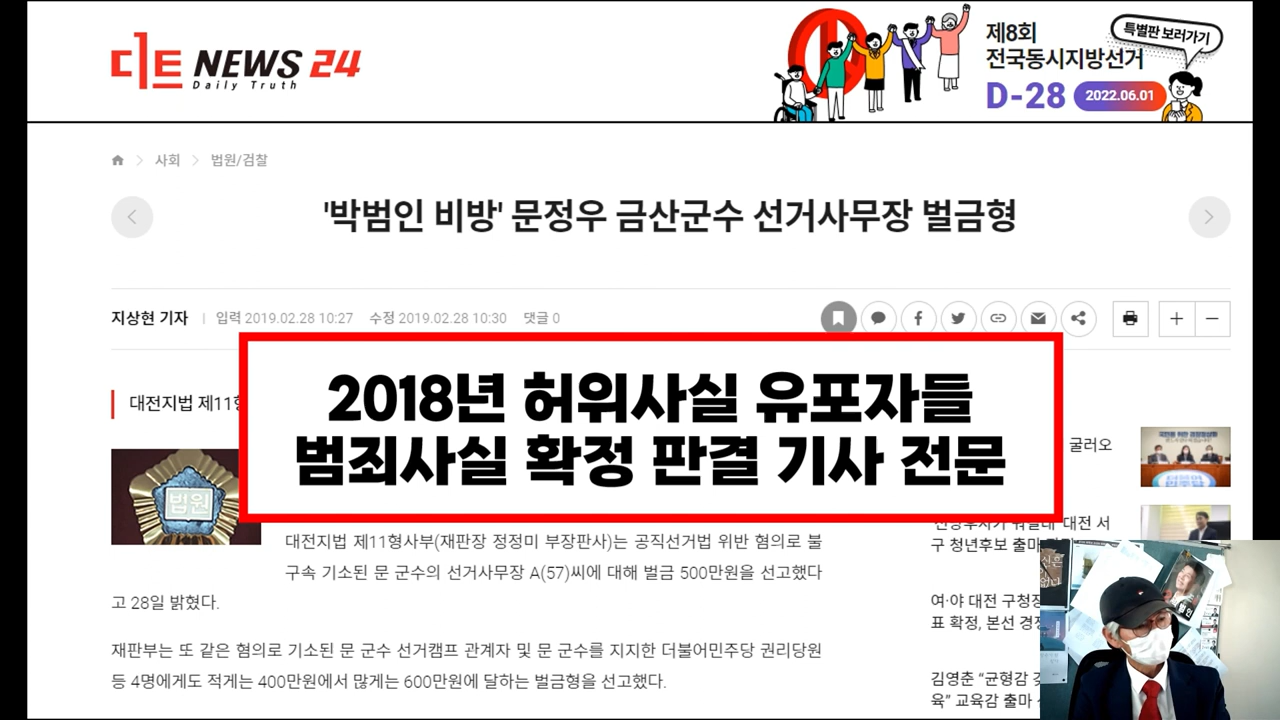 디트 NEWS 24
Daily Truth
제8회
전국동시지방선거
D-28 2022.06.01
특별판 보러가기
사회 법원/검찰
'박범인 비방' 문정우 금산군수 선거사무장 벌금형
지상현 기자 입력 2019.02.28 10:27 수정 2019.02.28 10:30 댓글 0
2018년 허위사실 유포자들
범죄사실 확정 판결 기사 전문
대전지법 제11형
법원
대전지법 제11형사부(재판장 정정미 부장판사)는 공직선거법 위반 혐의로 불
구속 기소된 문 군수의 선거사무장 A(57)씨에 대해 벌금 500만원을 선고했다
고 28일 밝혔다.
재판부는 또 같은 혐의로 기소된 문 군수 선거캠프 관계자 및 문 군수를 지지한 더불어민주당 권리당원
등 4명에게도 적게는 400만원에서 많게는 600만원에 달하는 벌금형을 선고했다.
굴러오
대전 서
구 청년후보 출마
여·야 대전 구청장
표 확정, 본선 경쟁
김영춘 “균형감
육” 교육감 출마